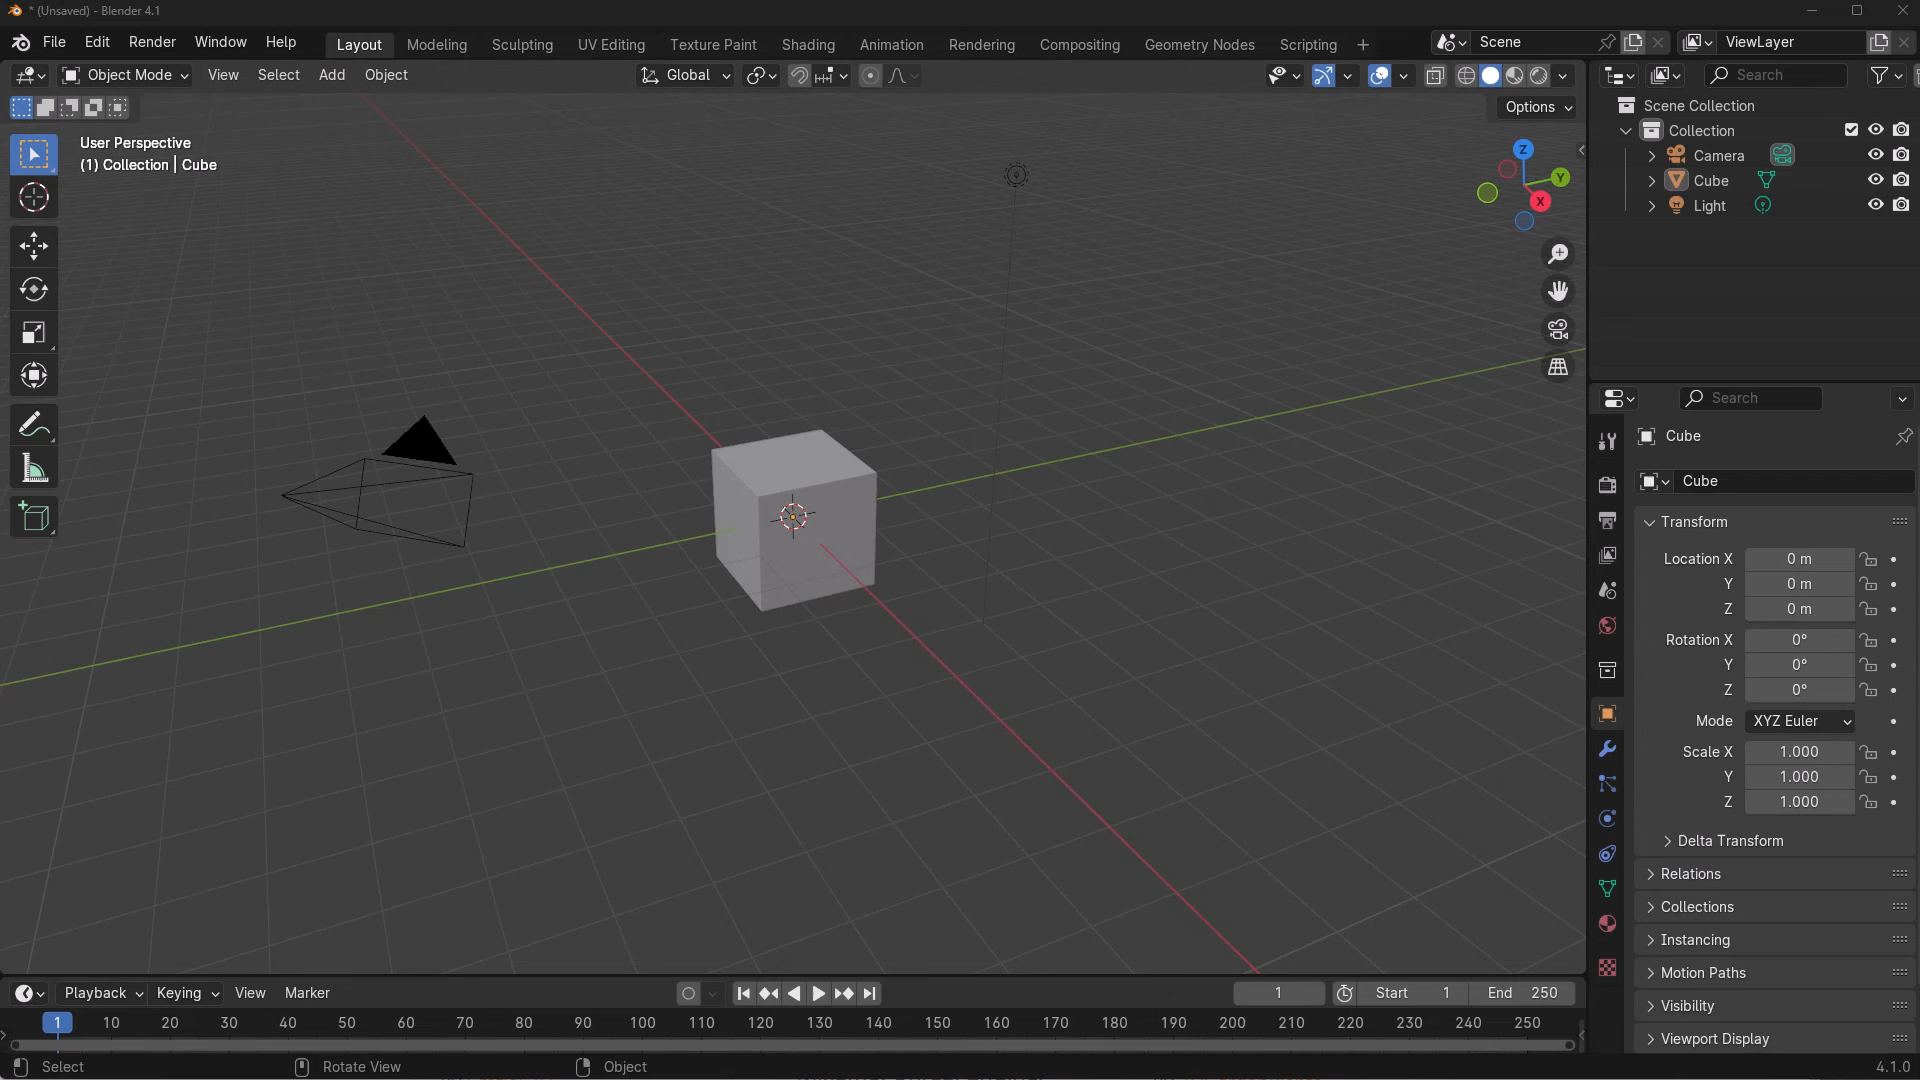 * (Unsaved) - Blender 4.1
File Edit Render Window Help Layout Modeling Sculpting UV Editing Texture Paint Shading Animation Rendering Compositing Geometry Nodes Scripting + Scene ViewLayer
Object Mode View Select Add Object Global Search
Options
User Perspective
(1) Collection | Cube
Z
Y
X
Scene Collection
Collection
Camera
Cube
Light
Search
Cube
Cube
Transform
Location X 0 m
Y 0 m
Z 0 m
Rotation X 0°
Y 0°
Z 0°
Mode XYZ Euler
Scale X 1.000
Y 1.000
Z 1.000
Delta Transform
Relations
Collections
Instancing
Motion Paths
Visibility
Viewport Display
Playback Keying View Marker 1 Start 1 End 250
1 10 20 30 40 50 60 70 80 90 100 110 120 130 140 150 160 170 180 190 200 210 220 230 240 250
Select Rotate View Object 4.1.0